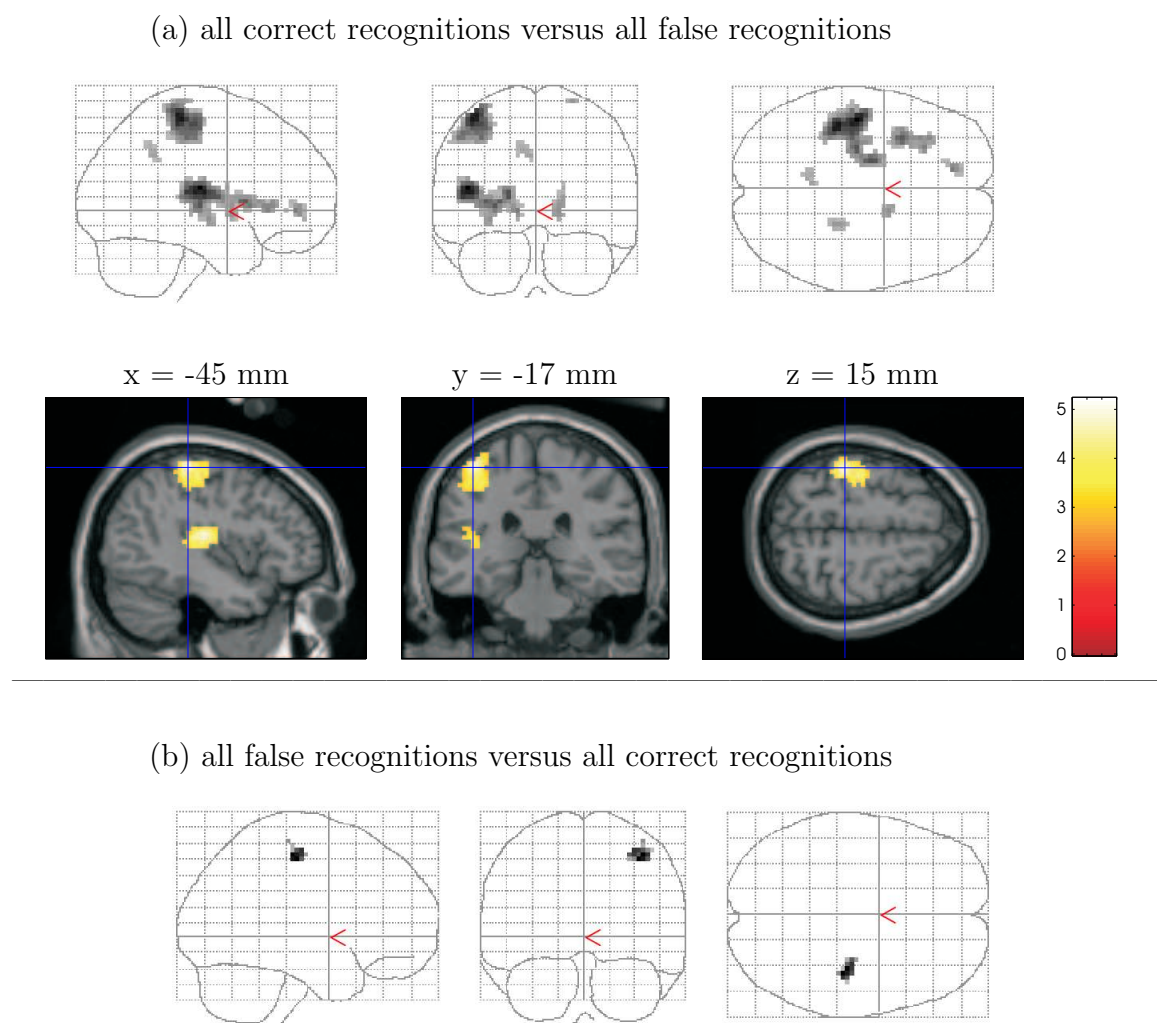 (a) all correct recognitions versus all false recognitions
x = -45 mm
y = -17 mm
z = 15 mm
5
4
3
2
1
0
(b) all false recognitions versus all correct recognitions